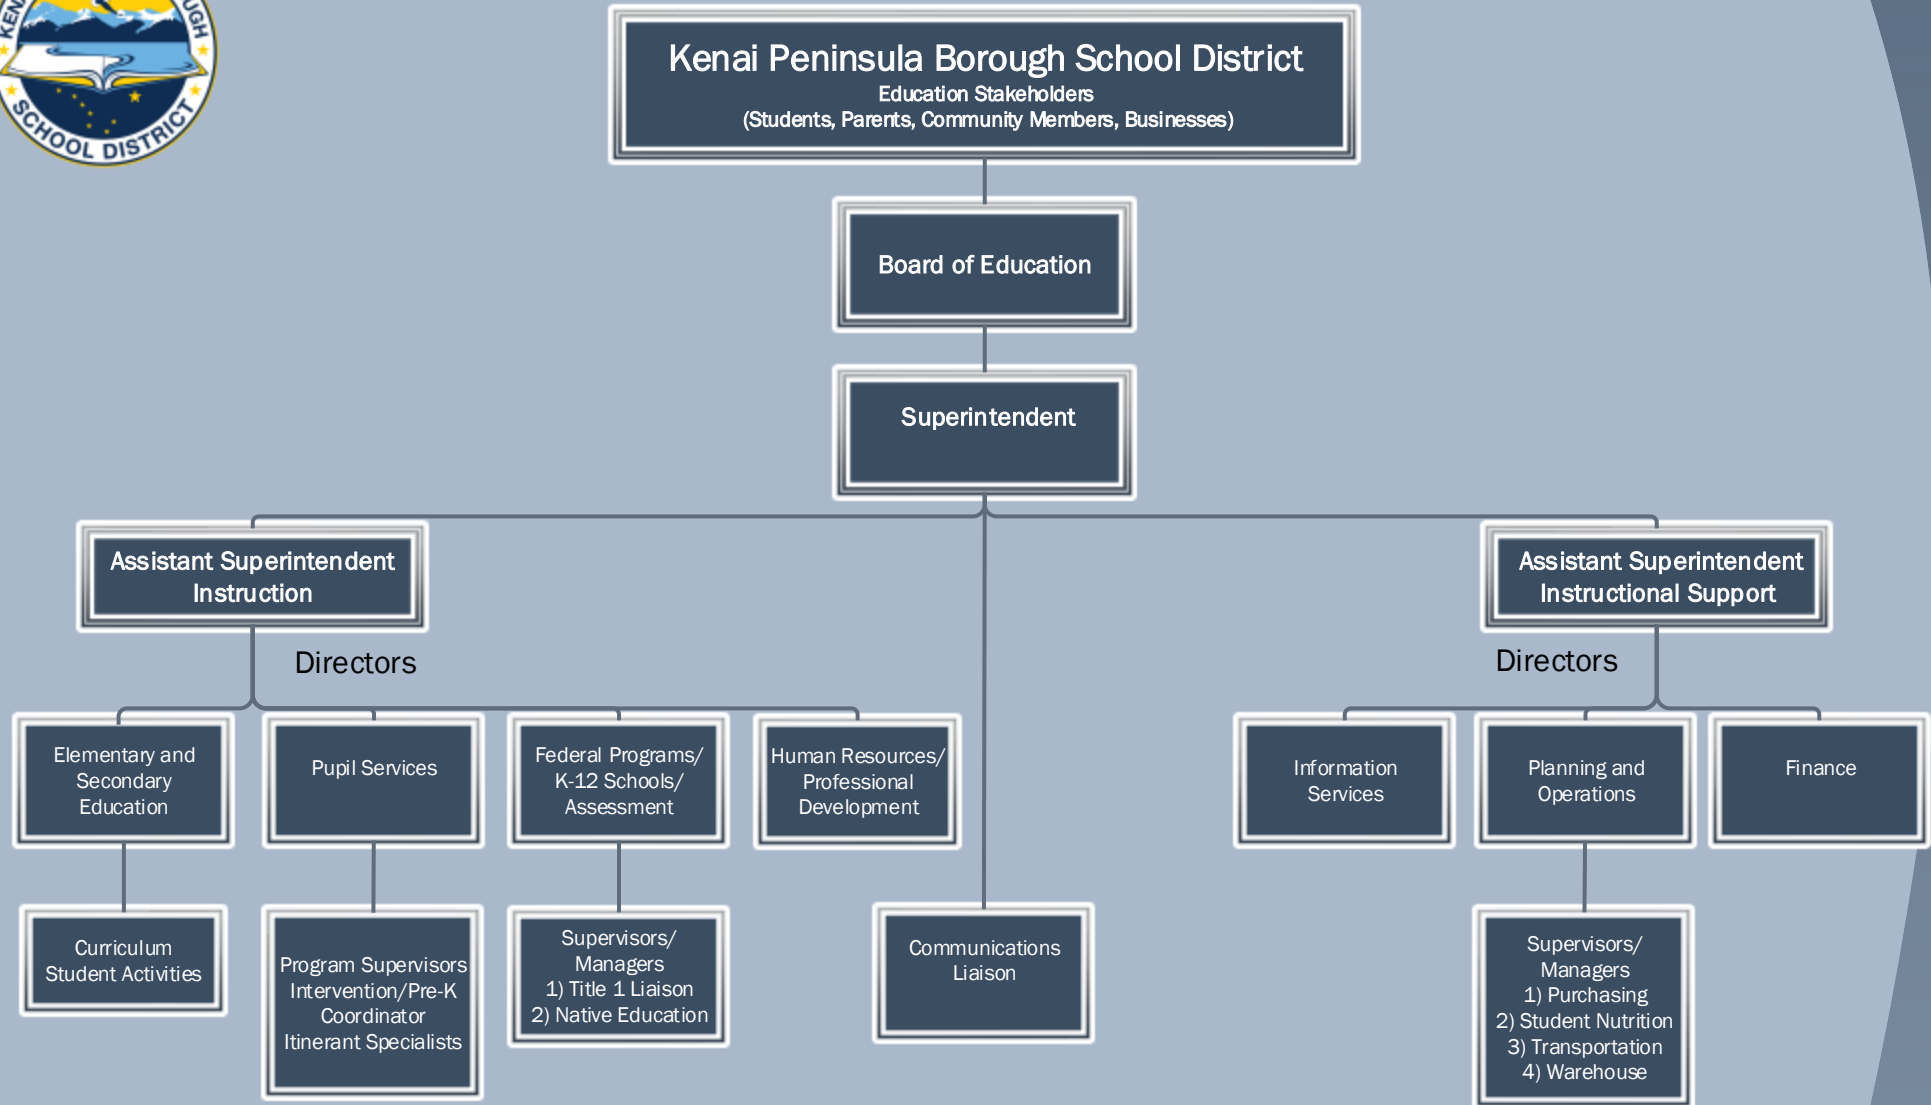 SCHOOL DISTRICT
Kenai Peninsula Borough School District
Education Stakeholders
(Students, Parents, Community Members, Businesses)
Board of Education
Superintendent
Assistant Superintendent
Instruction
Assistant Superintendent
Instructional Support
Directors
Directors
Elementary and
Secondary
Education
Pupil Services
Federal Programs/
K-12 Schools/
Assessment
Human Resources/
Professional
Development
Information
Services
Planning and
Operations
Finance
Curriculum
Student Activities
Program Supervisors
Intervention/Pre-K
Coordinator
Itinerant Specialists
Supervisors/
Managers
1) Title 1 Liaison
2) Native Education
Communications
Liaison
Supervisors/
Managers
1) Purchasing
2) Student Nutrition
3) Transportation
4) Warehouse